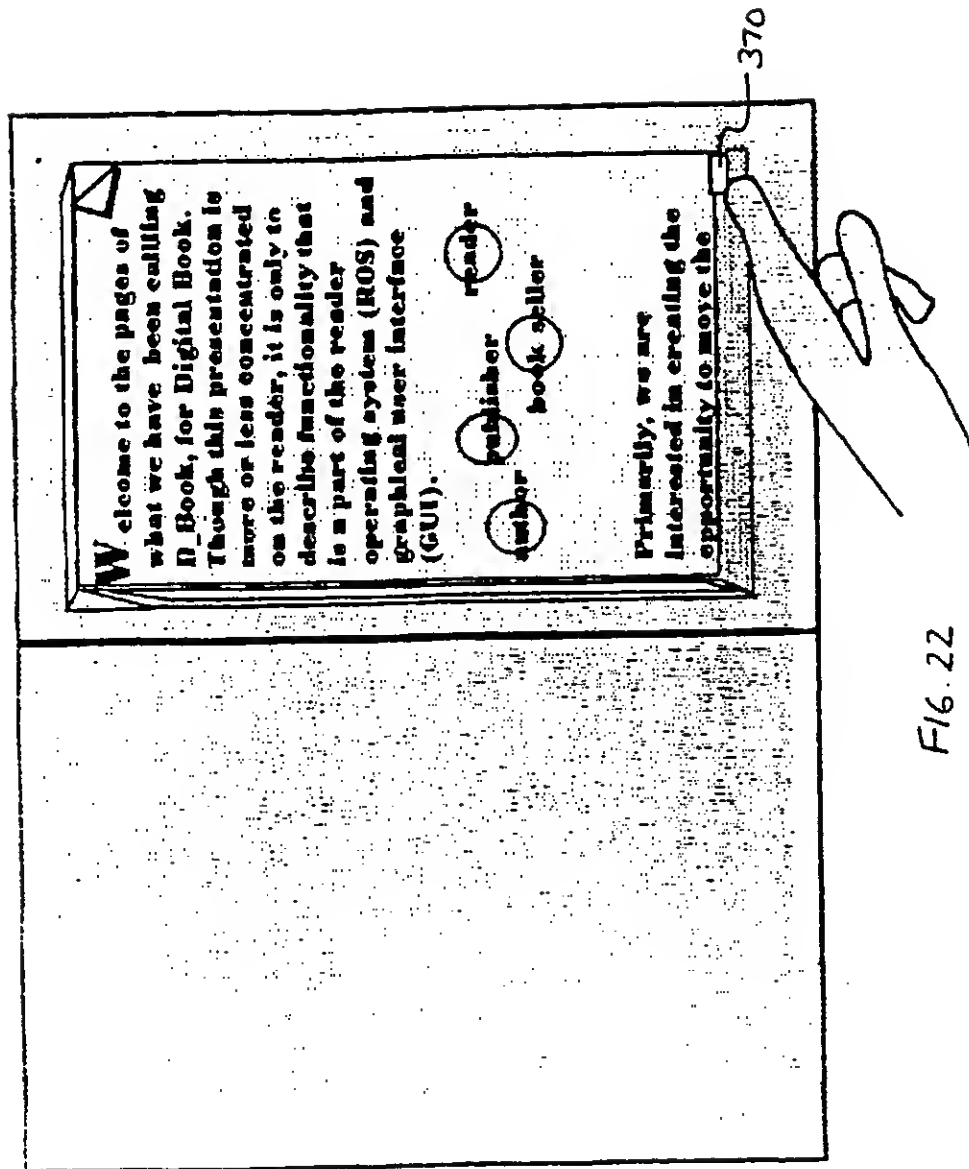 Welcome to the pages of
what we have been calling
D_Book, for Digital Book.
Though this presentation is
more or less concentrated
on the reader, it is only to
describe functionality that
is a part of the reader
operating system (ROS) and
graphical user interface
(GUI).
author publisher reader
book seller
Primarily, we are
interested in creating the
opportunity to move the
370
FIG. 22